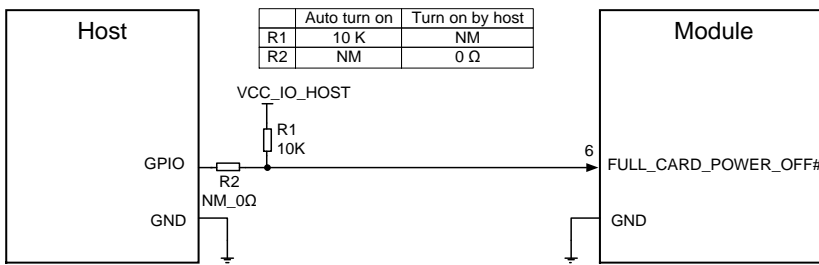 Host
Auto turn on Turn on by host
R1 10 K NM
R2 NM 0 Ω
Module
VCC_IO_HOST
R1
10K
GPIO
R2
NM_0Ω
6
FULL_CARD_POWER_OFF#
GND
GND